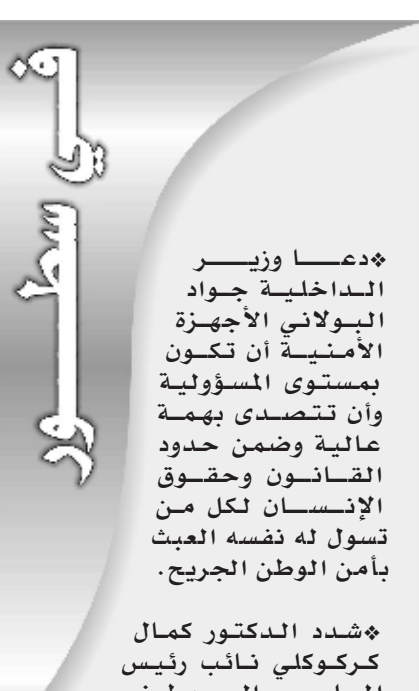 في سطور
❖دعا وزير
الداخلية جواد
البولاني الأجهزة
الأمنية أن تكون
بمستوى المسؤولية
وأن تتصدى بهمة
عالية وضمن حدود
القانون وحقوق
الإنسان لكل من
تسول له نفسه العبث
بأمن الوطن الجريح.
❖شدد الدكتور كمال
كركوكلي نائب رئيس